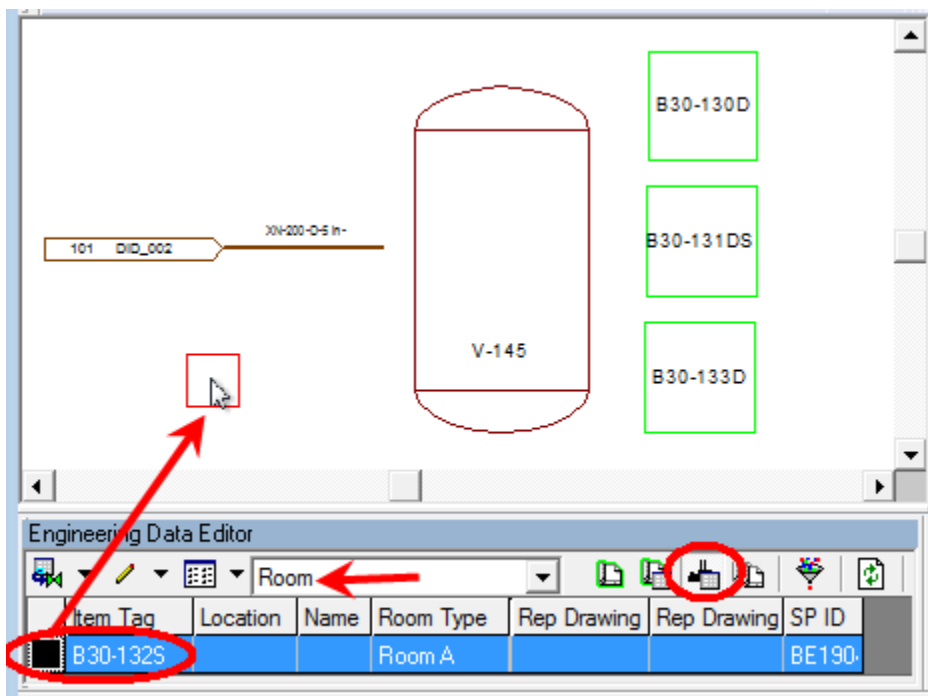 B30-130D
XN-200-O-5 In-
101 DID_002
B30-131DS
V-145
B30-133D
Engineering Data Editor
Room
Item Tag Location Name Room Type Rep Drawing Rep Drawing SP ID
B30-132S Room A BE190